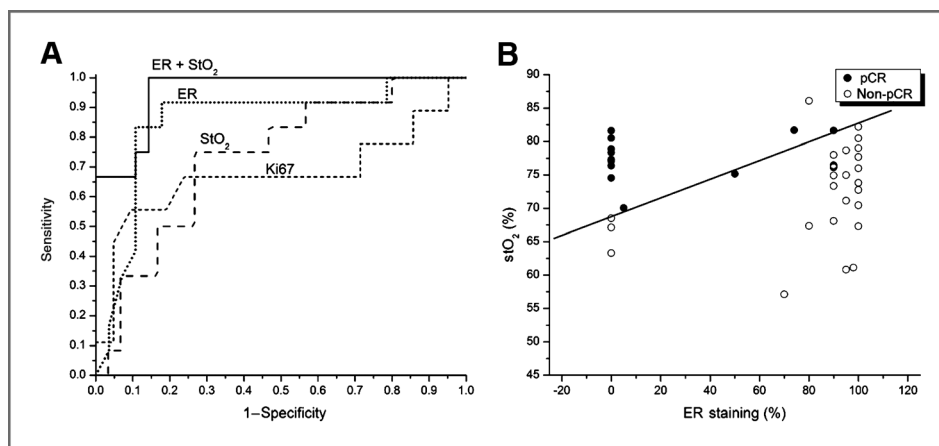 A
ER + StO2
ER
StO2
Ki67
1.0
0.9
0.8
0.7
0.6
0.5
0.4
0.3
0.2
0.1
0.0
0.0 0.1 0.2 0.3 0.4 0.5 0.6 0.7 0.8 0.9 1.0
Sensitivity
1–Specificity
B
pCR
Non-pCR
95
90
85
80
75
70
65
60
55
50
45
-20 0 20 40 60 80 100 120
stO2 (%)
ER staining (%)